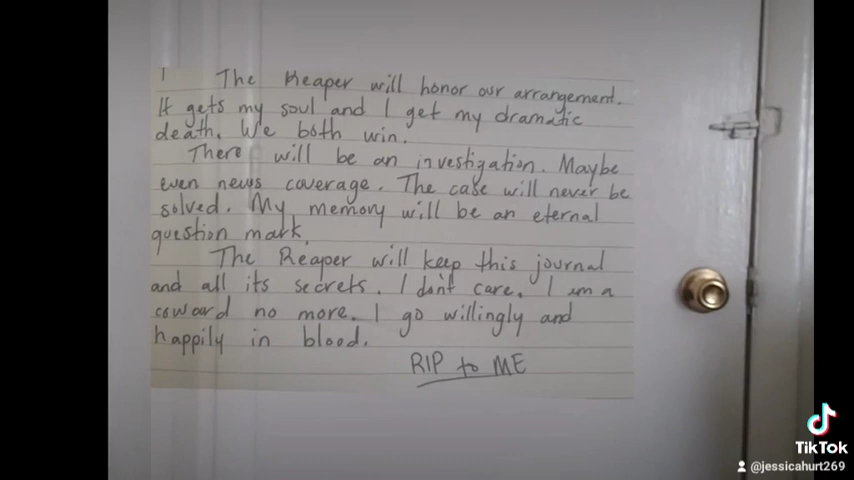 The Reaper will honor our arrangement.
It gets my soul and I get my dramatic
death. We both win.
There will be an investigation. Maybe
even news coverage. The case will never be
solved. My memory will be an eternal
question mark.
The Reaper will keep this journal
and all its secrets. I don't care. I am a
coward no more. I go willingly and
happily in blood.
RIP to ME
TikTok
@jessicahurt269